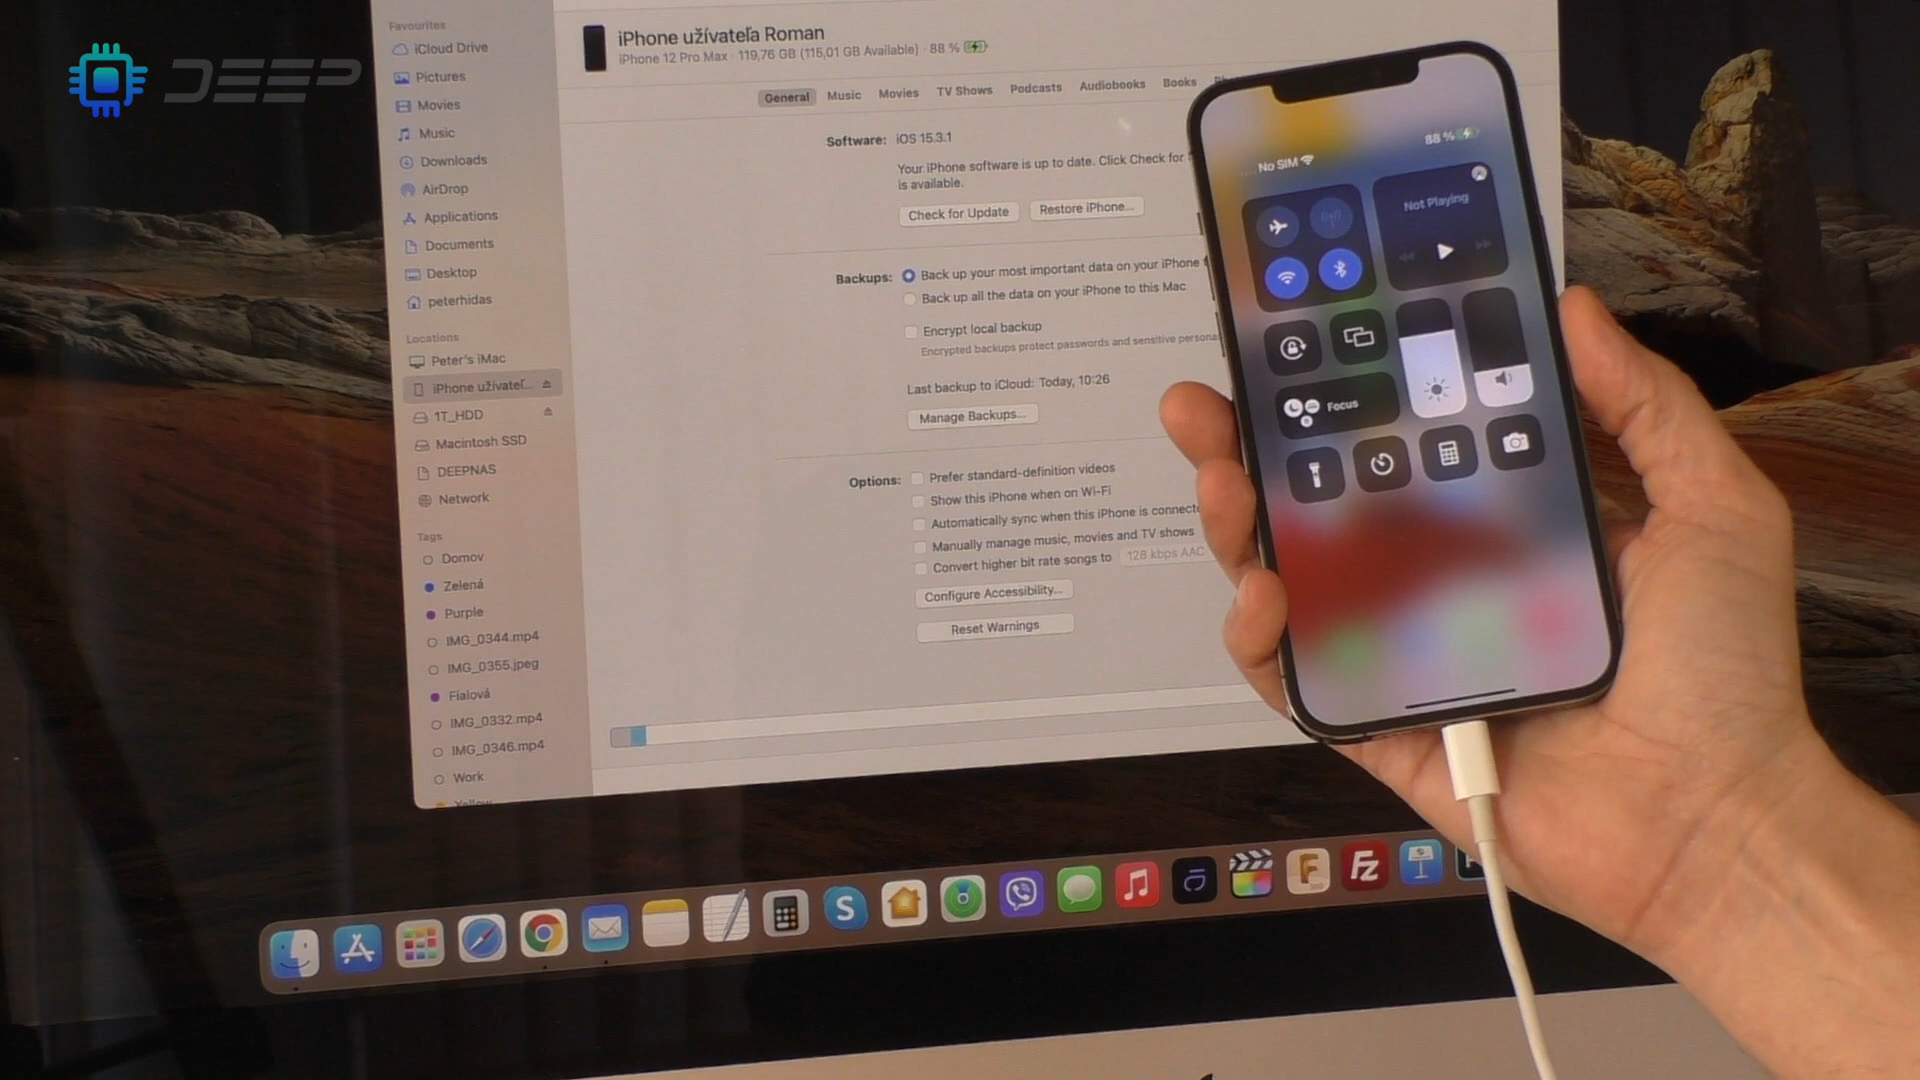 DEEP
Favourites
iCloud Drive
Pictures
Movies
Music
Downloads
AirDrop
Applications
Documents
Desktop
peterhidas
Locations
Peter's iMac
iPhone užívateľ...
1T_HDD
Macintosh SSD
DEEPNAS
Network
Tags
Domov
Zelená
Purple
IMG_0344.mp4
IMG_0355.jpeg
Fialová
IMG_0332.mp4
IMG_0346.mp4
Work
Yellow
iPhone užívateľa Roman
iPhone 12 Pro Max · 119,76 GB (115,01 GB Available) · 88 %
General Music Movies TV Shows Podcasts Audiobooks Books
Software: iOS 15.3.1
Your iPhone software is up to date. Click Check for
is available.
Check for Update Restore iPhone...
Backups: Back up your most important data on your iPhone
Back up all the data on your iPhone to this Mac
Encrypt local backup
Encrypted backups protect passwords and sensitive persona
Last backup to iCloud: Today, 10:26
Manage Backups...
Options: Prefer standard-definition videos
Show this iPhone when on Wi-Fi
Automatically sync when this iPhone is connecte
Manually manage music, movies and TV shows
Convert higher bit rate songs to 128 kbps AAC
Configure Accessibility...
Reset Warnings
No SIM 88 %
Not Playing
Focus
S
F
Fz